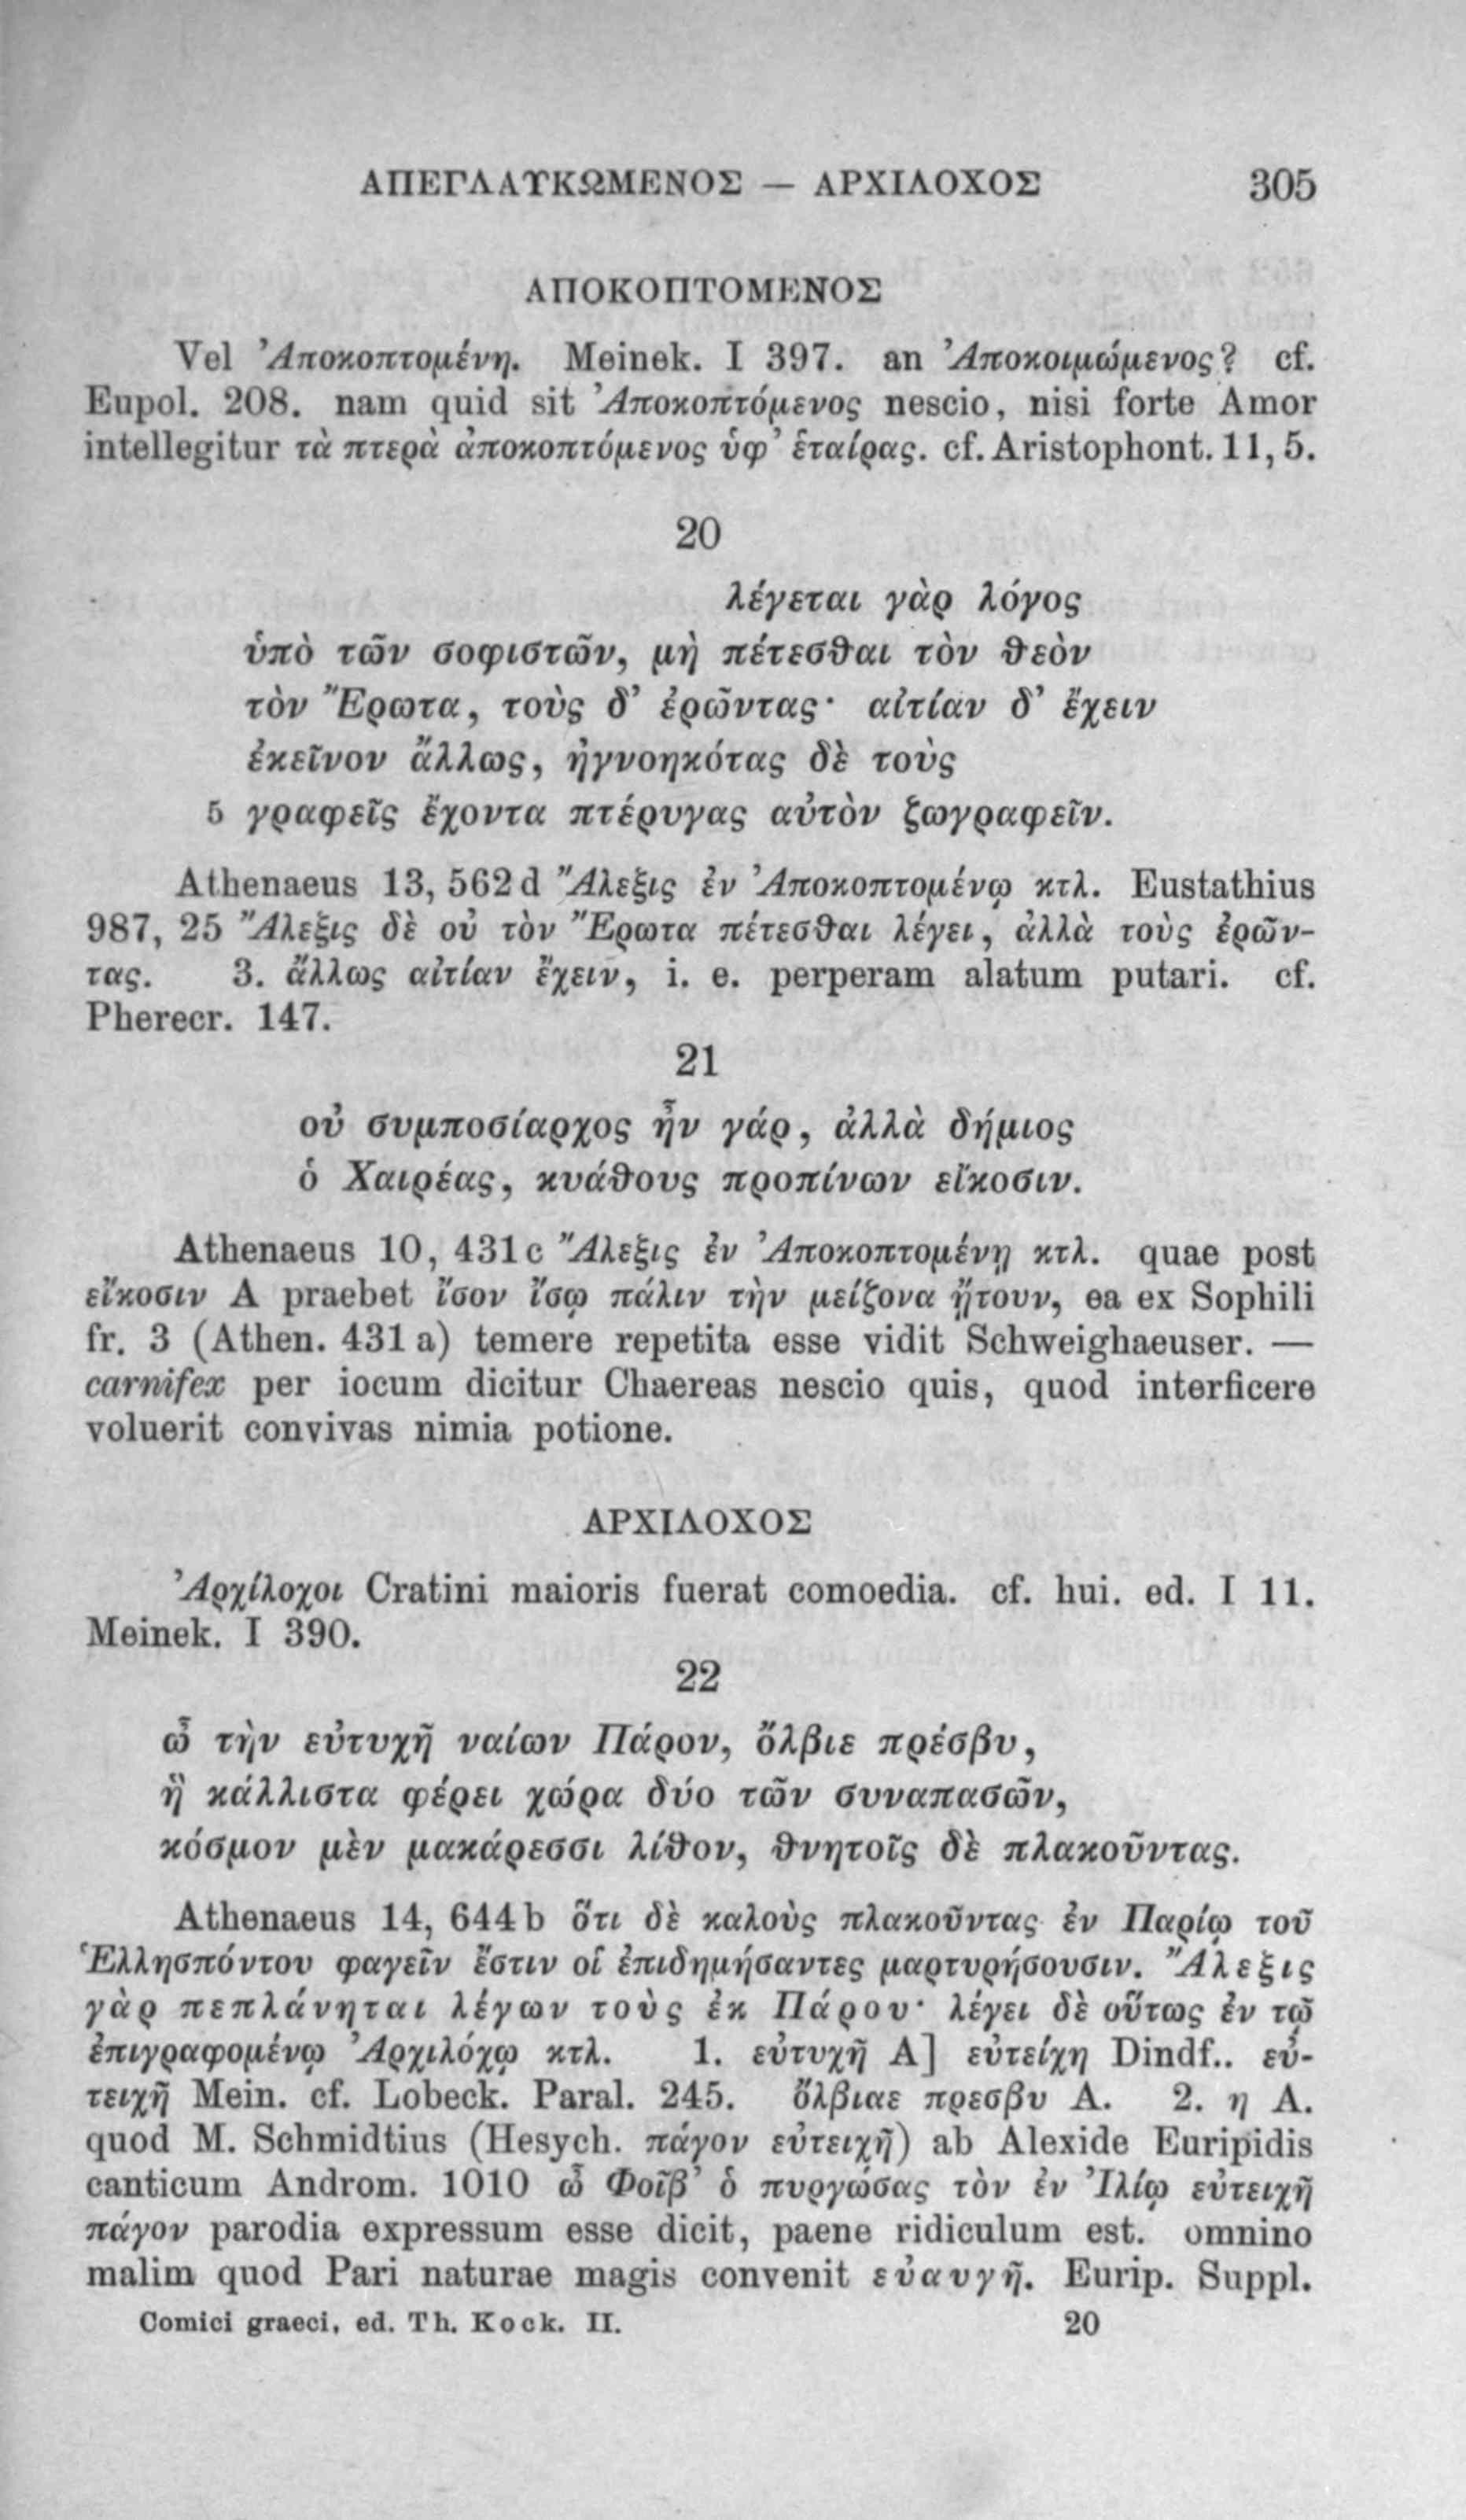 ΑΠΕΓΛΑΥΚΩΜΕΝΟΣ — ΑΡΧΙΛΟΧΟΣ 305
ΑΠΟΚΟΠΤΟΜΕΝΟΣ
Vel Ἀποκοπτομένη. Meinek. I 397. an Ἀποκοιμώμενος? cf.
Eupol. 208. nam quid sit Ἀποκοπτόμενος nescio, nisi forte Amor
intellegitur τὰ πτερὰ ἀποκοπτόμενος ὑφ’ ἑταίρας. cf. Aristophont. 11, 5.
20
λέγεται γὰρ λόγος
ὑπὸ τῶν σοφιστῶν, μὴ πέτεσθαι τὸν θεὸν
τὸν Ἔρωτα, τοὺς δ’ ἐρῶντας· αἰτίαν δ’ ἔχειν
ἐκεῖνον ἄλλως, ἠγνοηκότας δὲ τοὺς
5 γραφεῖς ἔχοντα πτέρυγας αὐτὸν ζωγραφεῖν.
Athenaeus 13, 562 d Ἄλεξις ἐν Ἀποκοπτομένῳ κτλ. Eustathius
987, 25 Ἄλεξις δὲ οὐ τὸν Ἔρωτα πέτεσθαι λέγει, ἀλλὰ τοὺς ἐρῶν-
τας. 3. ἄλλως αἰτίαν ἔχειν, i. e. perperam alatum putari. cf.
Pherecr. 147.
21
οὐ συμποσίαρχος ἦν γάρ, ἀλλὰ δήμιος
ὁ Χαιρέας, κυάθους προπίνων εἴκοσιν.
Athenaeus 10, 431 c Ἄλεξις ἐν Ἀποκοπτομένῃ κτλ. quae post
εἴκοσιν A praebet ἴσον ἴσῳ πάλιν τὴν μείζονα ᾔτουν, ea ex Sophili
fr. 3 (Athen. 431 a) temere repetita esse vidit Schweighaeuser. —
carnifex per iocum dicitur Chaereas nescio quis, quod interficere
voluerit convivas nimia potione.
ΑΡΧΙΛΟΧΟΣ
Ἀρχίλοχοι Cratini maioris fuerat comoedia. cf. hui. ed. I 11.
Meinek. I 390.
22
ὦ τὴν εὐτυχῆ ναίων Πάρον, ὄλβιε πρέσβυ,
ἣ κάλλιστα φέρει χώρα δύο τῶν συναπασῶν,
κόσμον μὲν μακάρεσσι λίθον, θνητοῖς δὲ πλακοῦντας.
Athenaeus 14, 644 b ὅτι δὲ καλοὺς πλακοῦντας ἐν Παρίῳ τοῦ
Ἑλλησπόντου φαγεῖν ἔστιν οἱ ἐπιδημήσαντες μαρτυρήσουσιν. Ἄλεξις
γὰρ πεπλάνηται λέγων τοὺς ἐκ Πάρου· λέγει δὲ οὕτως ἐν τῷ
ἐπιγραφομένῳ Ἀρχιλόχῳ κτλ. 1. εὐτυχῆ A] εὐτείχη Dindf.. εὐ-
τειχῆ Mein. cf. Lobeck. Paral. 245. ὄλβιαε πρεσβυ A. 2. η A.
quod M. Schmidtius (Hesych. πάγον εὐτειχῆ) ab Alexide Euripidis
canticum Androm. 1010 ὦ Φοῖβ’ ὁ πυργώσας τὸν ἐν Ἰλίῳ εὐτειχῆ
πάγον parodia expressum esse dicit, paene ridiculum est. omnino
malim quod Pari naturae magis convenit εὐαυγῆ. Eurip. Suppl.
Comici graeci, ed. Th. Kock. II. 20